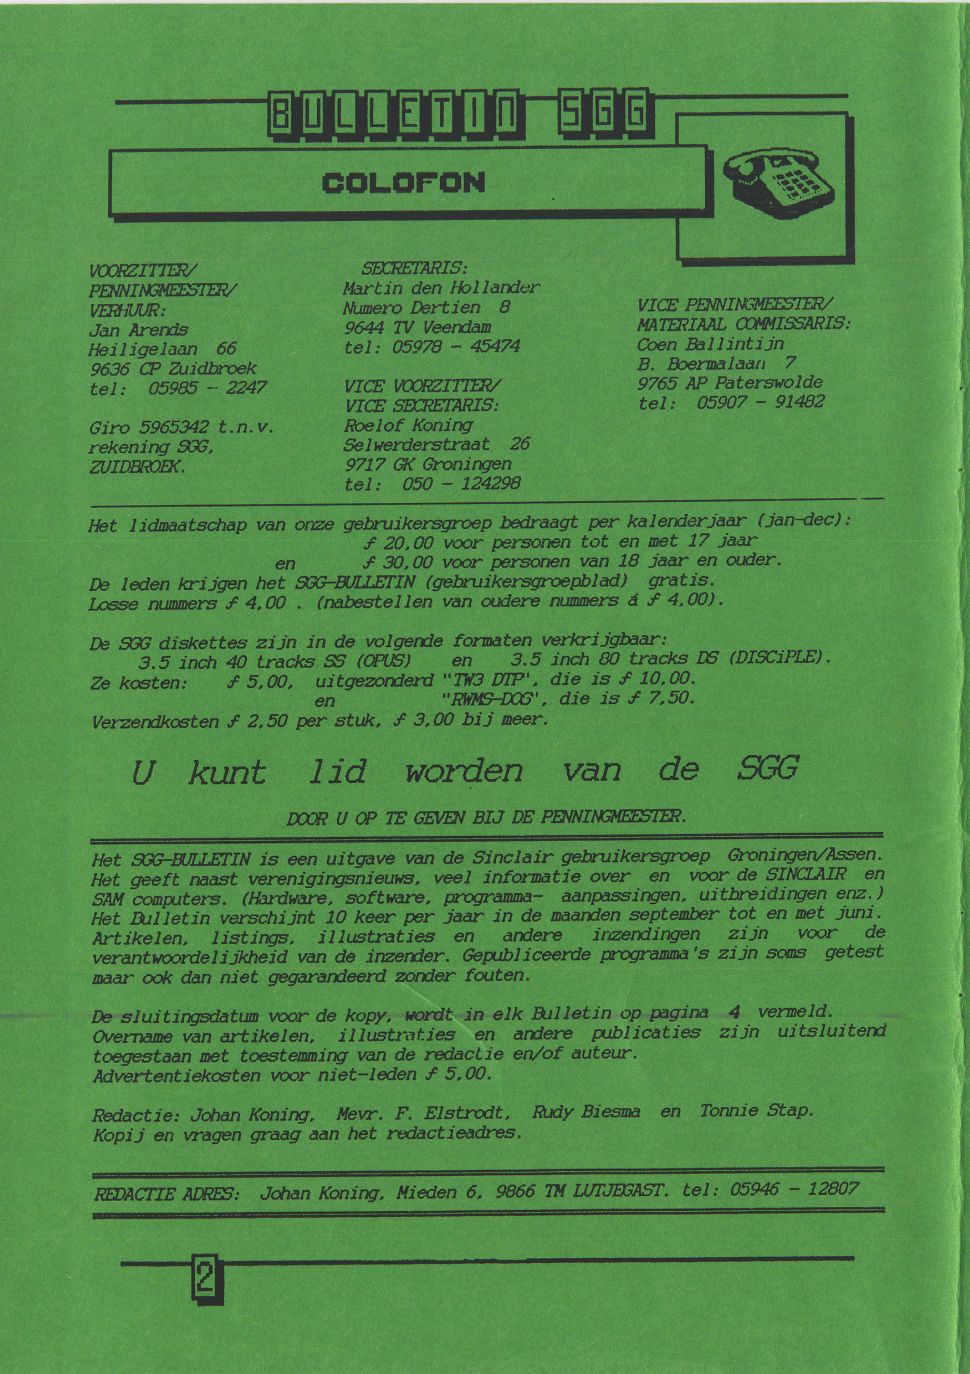 BULLETIN SGG
COLOFON
VOORZITTER/
PENNINGMEESTER/
VERHUUR:
Jan Arends
Heiligelaan 66
9636 CP Zuidbroek
tel: 05985 - 2247
Giro 5965342 t.n.v.
rekening SGG,
ZUIDBROEK.
SECRETARIS:
Martin den Hollander
Numero Dertien 8
9644 TV Veendam
tel: 05978 - 45474
VICE VOORZITTER/
VICE SECRETARIS:
Roelof Koning
Selwerderstraat 26
9717 GK Groningen
tel: 050 - 124298
VICE PENNINGMEESTER/
MATERIAAL COMMISSARIS:
Coen Ballintijn
B. Boermalaan 7
9765 AP Paterswolde
tel: 05907 - 91482
Het lidmaatschap van onze gebruikersgroep bedraagt per kalenderjaar (jan-dec):
ƒ 20,00 voor personen tot en met 17 jaar
en ƒ 30,00 voor personen van 18 jaar en ouder.
De leden krijgen het SGG-BULLETIN (gebruikersgroepblad) gratis.
Losse nummers ƒ 4,00 . (nabestellen van oudere nummers á ƒ 4,00).
De SGG diskettes zijn in de volgende formaten verkrijgbaar:
3.5 inch 40 tracks SS (OPUS) en 3.5 inch 80 tracks DS (DISCiPLE).
Ze kosten: ƒ 5,00, uitgezonderd "TW3 DTP', die is ƒ 10,00.
en "RWMS-DOG', die is ƒ 7,50.
Verzendkosten ƒ 2,50 per stuk, ƒ 3,00 bij meer.
U kunt lid worden van de SGG
DOOR U OP TE GEVEN BIJ DE PENNINGMEESTER.
Het SGG-BULLETIN is een uitgave van de Sinclair gebruikersgroep Groningen/Assen.
Het geeft naast verenigingsnieuws, veel informatie over en voor de SINCLAIR en
SAM computers. (Hardware, software, programma- aanpassingen, uitbreidingen enz.)
Het Bulletin verschijnt 10 keer per jaar in de maanden september tot en met juni.
Artikelen, listings, illustraties en andere inzendingen zijn voor de
verantwoordelijkheid van de inzender. Gepubliceerde programma's zijn soms getest
maar ook dan niet gegarandeerd zonder fouten.
De sluitingsdatum voor de kopy, wordt in elk Bulletin op pagina 4 vermeld.
Overname van artikelen, illustraties en andere publicaties zijn uitsluitend
toegestaan met toestemming van de redactie en/of auteur.
Advertentiekosten voor niet-leden ƒ 5,00.
Redactie: Johan Koning, Mevr. F. Elstrodt, Rudy Biesma en Tonnie Stap.
Kopij en vragen graag aan het redactieadres.
REDACTIE ADRES: Johan Koning, Mieden 6, 9866 TM LUTJEGAST. tel: 05946 - 12807
2